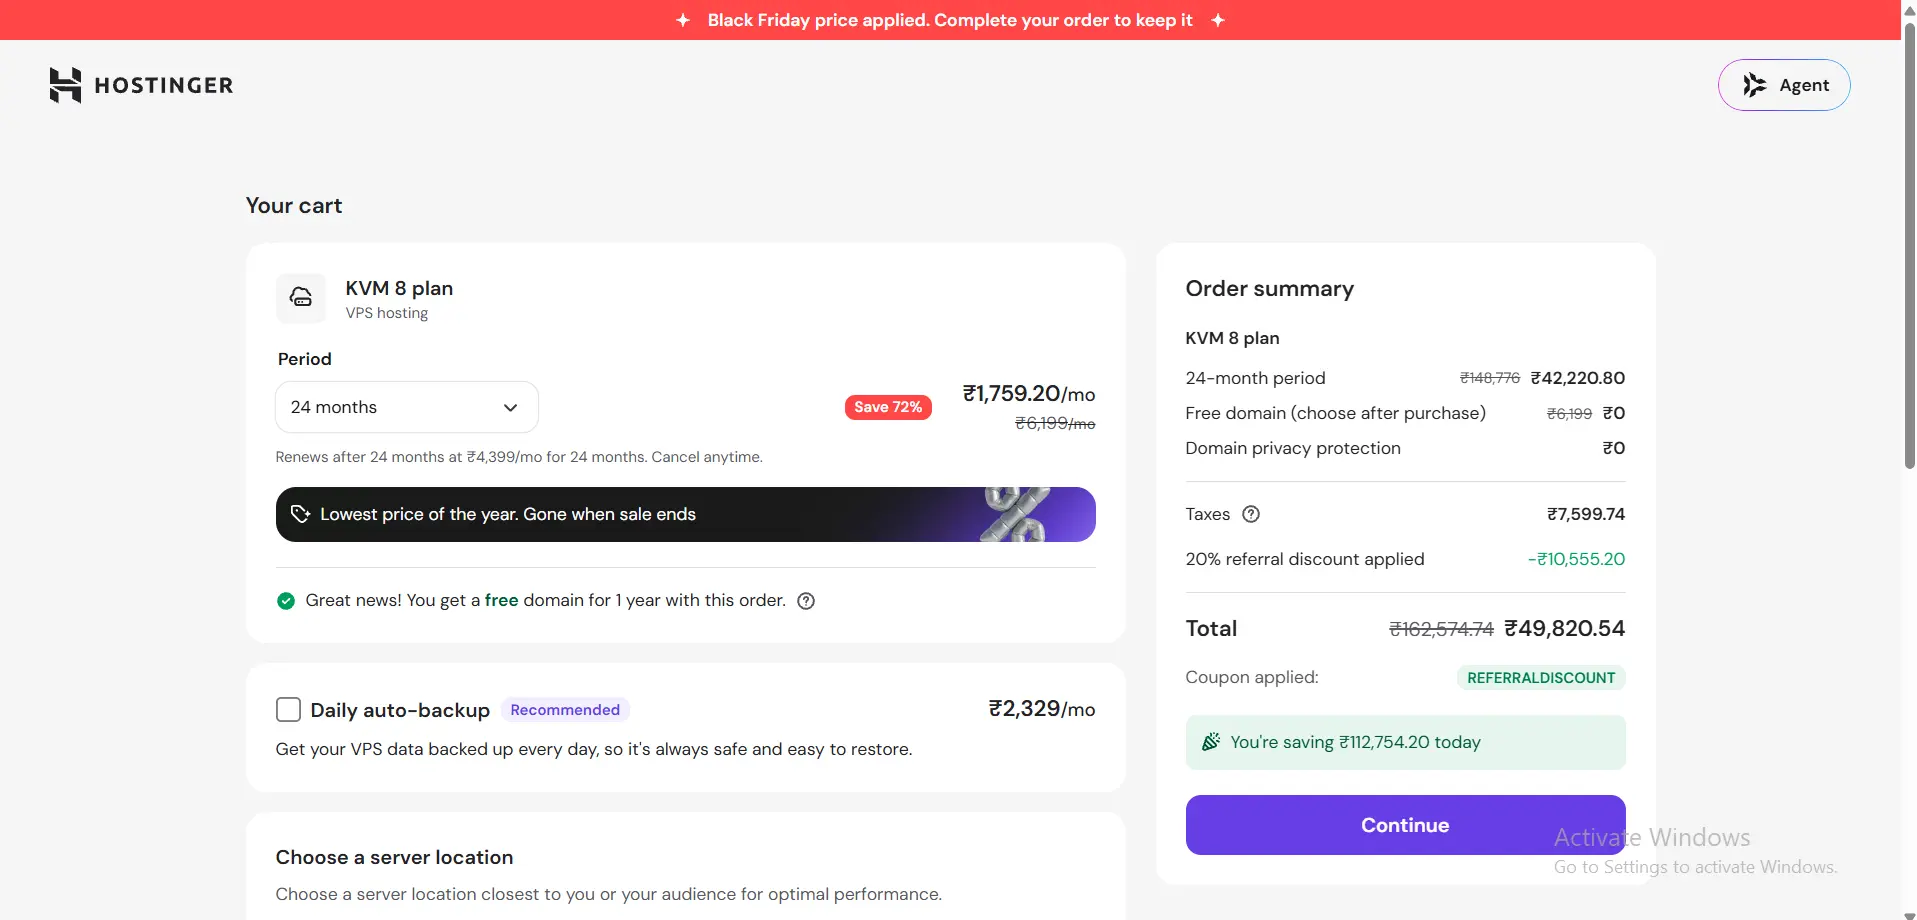 Black Friday price applied. Complete your order to keep it
HOSTINGER
Agent
Your cart
KVM 8 plan
VPS hosting
Period
24 months
Save 72%
₹1,759.20/mo
₹6,199/mo
Renews after 24 months at ₹4,399/mo for 24 months. Cancel anytime.
Lowest price of the year. Gone when sale ends
Great news! You get a free domain for 1 year with this order.
Daily auto-backup Recommended ₹2,329/mo
Get your VPS data backed up every day, so it's always safe and easy to restore.
Choose a server location
Choose a server location closest to you or your audience for optimal performance.
Order summary
KVM 8 plan
24-month period ₹148,776 ₹42,220.80
Free domain (choose after purchase) ₹6,199 ₹0
Domain privacy protection ₹0
Taxes ₹7,599.74
20% referral discount applied -₹10,555.20
Total ₹162,574.74 ₹49,820.54
Coupon applied: REFERRALDISCOUNT
You're saving ₹112,754.20 today
Continue
Activate Windows
Go to Settings to activate Windows.